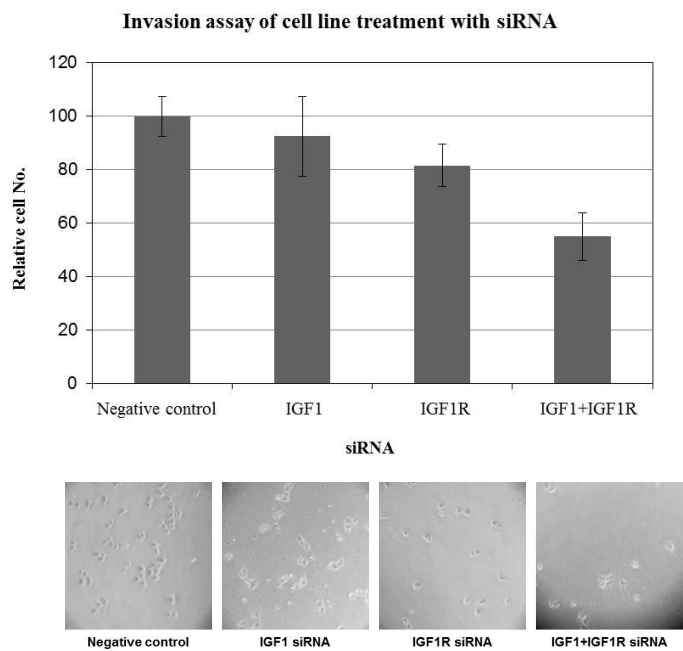 Invasion assay of cell line treatment with siRNA
120
100
80
60
40
20
0
Relative cell No.
Negative control IGF1 IGF1R IGF1+IGF1R
siRNA
Negative control IGF1 siRNA IGF1R siRNA IGF1+IGF1R siRNA